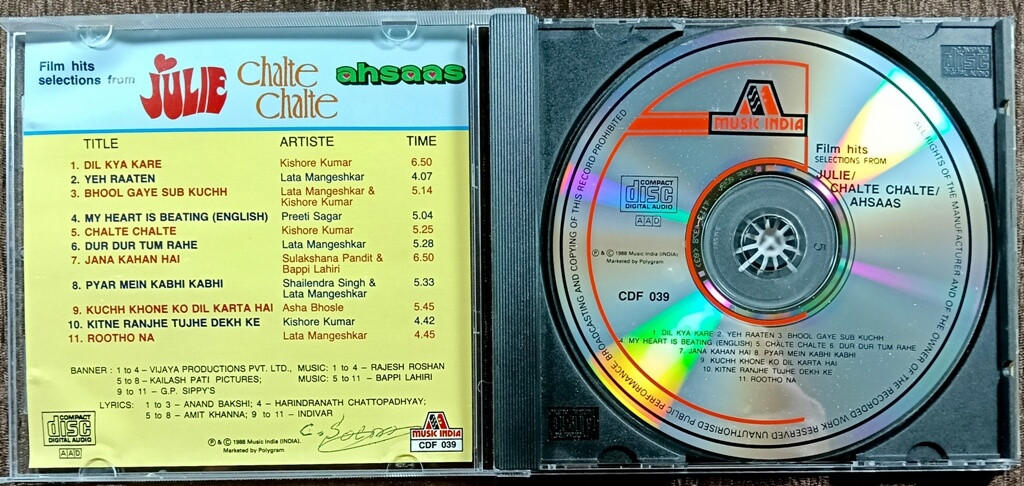 Film hits
selections from
JULIE
Chalte
Chalte
ahsaas
TITLE ARTISTE TIME
1. DIL KYA KARE Kishore Kumar 6.50
2. YEH RAATEN Lata Mangeshkar 4.07
3. BHOOL GAYE SUB KUCHH Lata Mangeshkar & 5.14
Kishore Kumar
4. MY HEART IS BEATING (ENGLISH) Preeti Sagar 5.04
5. CHALTE CHALTE Kishore Kumar 5.25
6. DUR DUR TUM RAHE Lata Mangeshkar 5.28
7. JANA KAHAN HAI Sulakshana Pandit & 6.50
Bappi Lahiri
8. PYAR MEIN KABHI KABHI Shailendra Singh & 5.33
Lata Mangeshkar
9. KUCHH KHONE KO DIL KARTA HAI Asha Bhosle 5.45
10. KITNE RANJHE TUJHE DEKH KE Kishore Kumar 4.42
11. ROOTHO NA Lata Mangeshkar 4.45
BANNER : 1 to 4 – VIJAYA PRODUCTIONS PVT. LTD., MUSIC: 1 to 4 – RAJESH ROSHAN
5 to 8 – KAILASH PATI PICTURES; MUSIC: 5 to 11 – BAPPI LAHIRI
9 to 11 – G.P. SIPPY'S
LYRICS: 1 to 3 – ANAND BAKSHI; 4 – HARINDRANATH CHATTOPADHYAY;
5 to 8 – AMIT KHANNA; 9 to 11 – INDIVAR
COMPACT
disc
DIGITAL AUDIO
AAD
℗ & © 1988 Music India (INDIA).
Marketed by Polygram
MUSIC INDIA
CDF 039
MUSIC INDIA
Film hits
SELECTIONS FROM
JULIE/
CHALTE CHALTE/
AHSAAS
COMPACT
disc
DIGITAL AUDIO
AAD
℗ & © 1988 Music India (INDIA)
Marketed by Polygram
CDF 039
5
1. DIL KYA KARE 2. YEH RAATEN 3. BHOOL GAYE SUB KUCHH
4. MY HEART IS BEATING (ENGLISH) 5. CHALTE CHALTE 6. DUR DUR TUM RAHE
7. JANA KAHAN HAI 8. PYAR MEIN KABHI KABHI
9. KUCHH KHONE KO DIL KARTA HAI
10. KITNE RANJHE TUJHE DEKH KE
11. ROOTHO NA
ALL RIGHTS OF THE MANUFACTURER AND OF THE OWNER OF THE RECORDED WORK RESERVED UNAUTHORISED PUBLIC PERFORMANCE BROADCASTING AND COPYING OF THIS RECORD PROHIBITED
COMPACT
disc
DIGITAL AUDIO